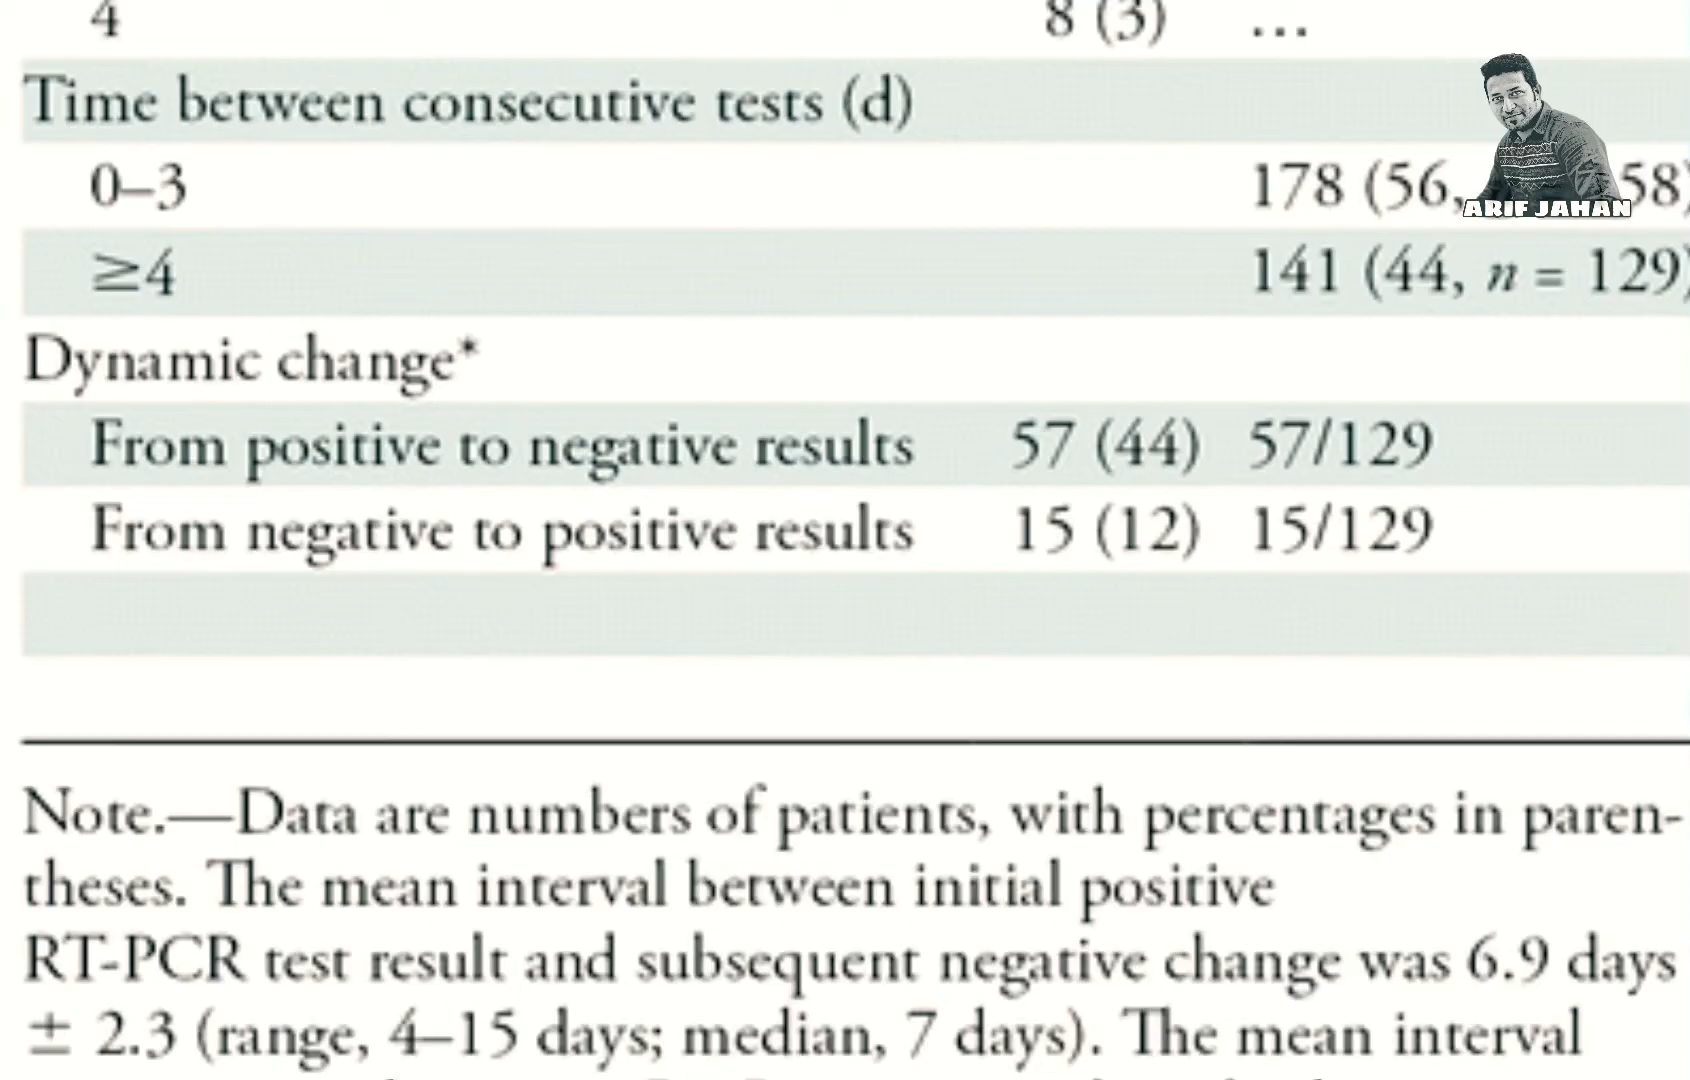 4 8 (3) ...
Time between consecutive tests (d)
0–3 178 (56, 58)
ARIF JAHAN
≥4 141 (44, n = 129)
Dynamic change*
From positive to negative results 57 (44) 57/129
From negative to positive results 15 (12) 15/129
Note.—Data are numbers of patients, with percentages in paren-
theses. The mean interval between initial positive
RT-PCR test result and subsequent negative change was 6.9 days
± 2.3 (range, 4–15 days; median, 7 days). The mean interval